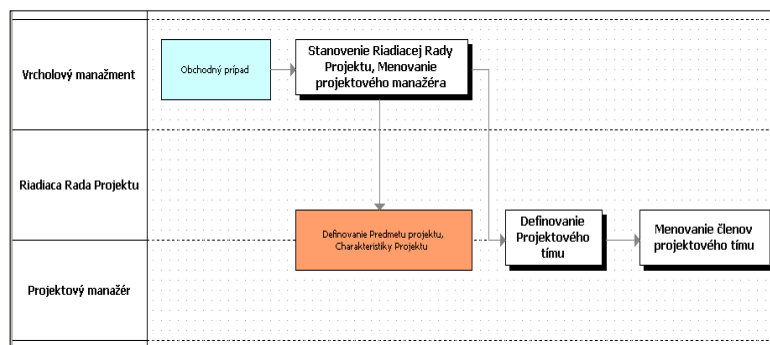 Vrcholový manažment
Obchodný prípad
Stanovenie Riadiacej Rady
Projektu, Menovanie
projektového manažéra
Riadiaca Rada Projektu
Definovanie Predmetu projektu,
Charakteristiky Projektu
Definovanie
Projektového
tímu
Menovanie členov
projektového tímu
Projektový manažér